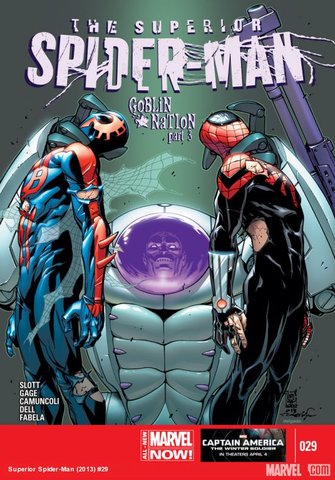 THE SUPERIOR
SPIDER-MAN
GOBLIN
NATION
part 3
SLOTT
GAGE
CAMUNCOLI
DELL
FABELA
ALL-NEW
MARVEL
NOW!
CAPTAIN AMERICA
THE WINTER SOLDIER
IN THEATERS APRIL 4
029
Superior Spider-Man (2013) #29
MARVEL.COM